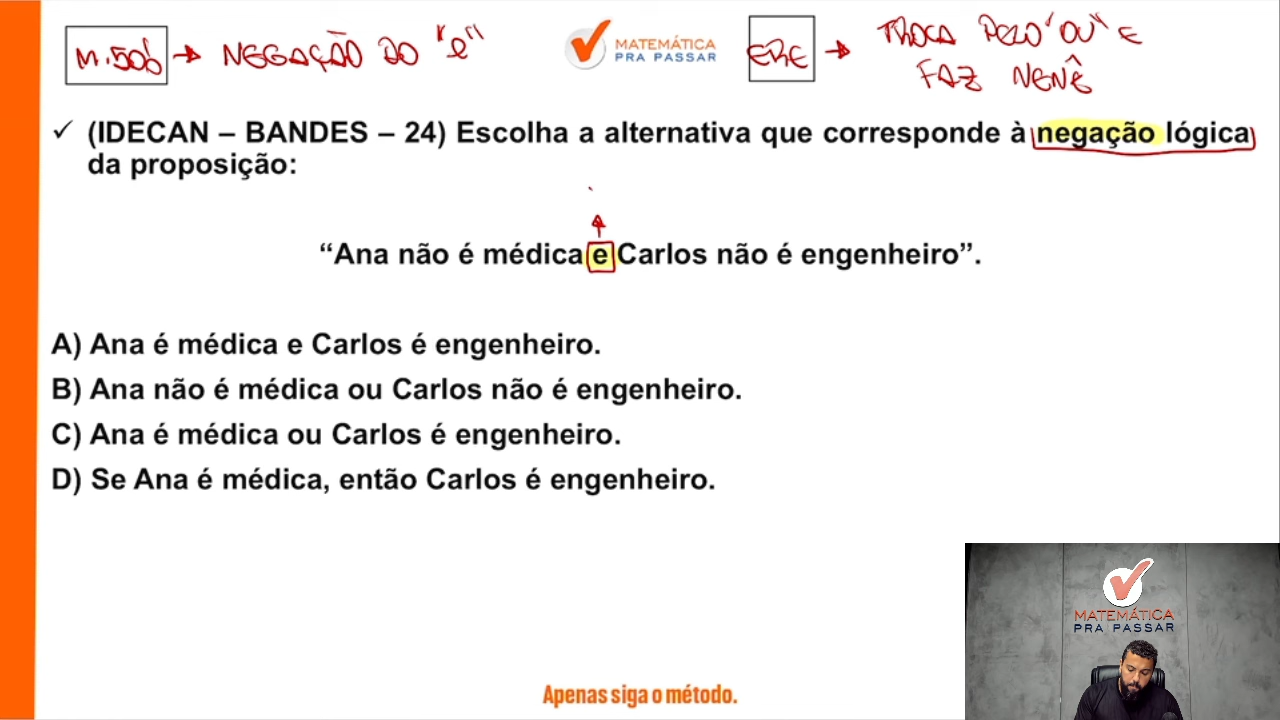 M.50% → NEGAÇÃO DO "e"
MATEMÁTICA
PRA PASSAR
→ TROCA PELO "OU" E
FAZ NENÊ
✓ (IDECAN – BANDES – 24) Escolha a alternativa que corresponde à negação lógica
da proposição:
“Ana não é médica e Carlos não é engenheiro”.
A) Ana é médica e Carlos é engenheiro.
B) Ana não é médica ou Carlos não é engenheiro.
C) Ana é médica ou Carlos é engenheiro.
D) Se Ana é médica, então Carlos é engenheiro.
MATEMÁTICA
PRA PASSAR
Apenas siga o método.